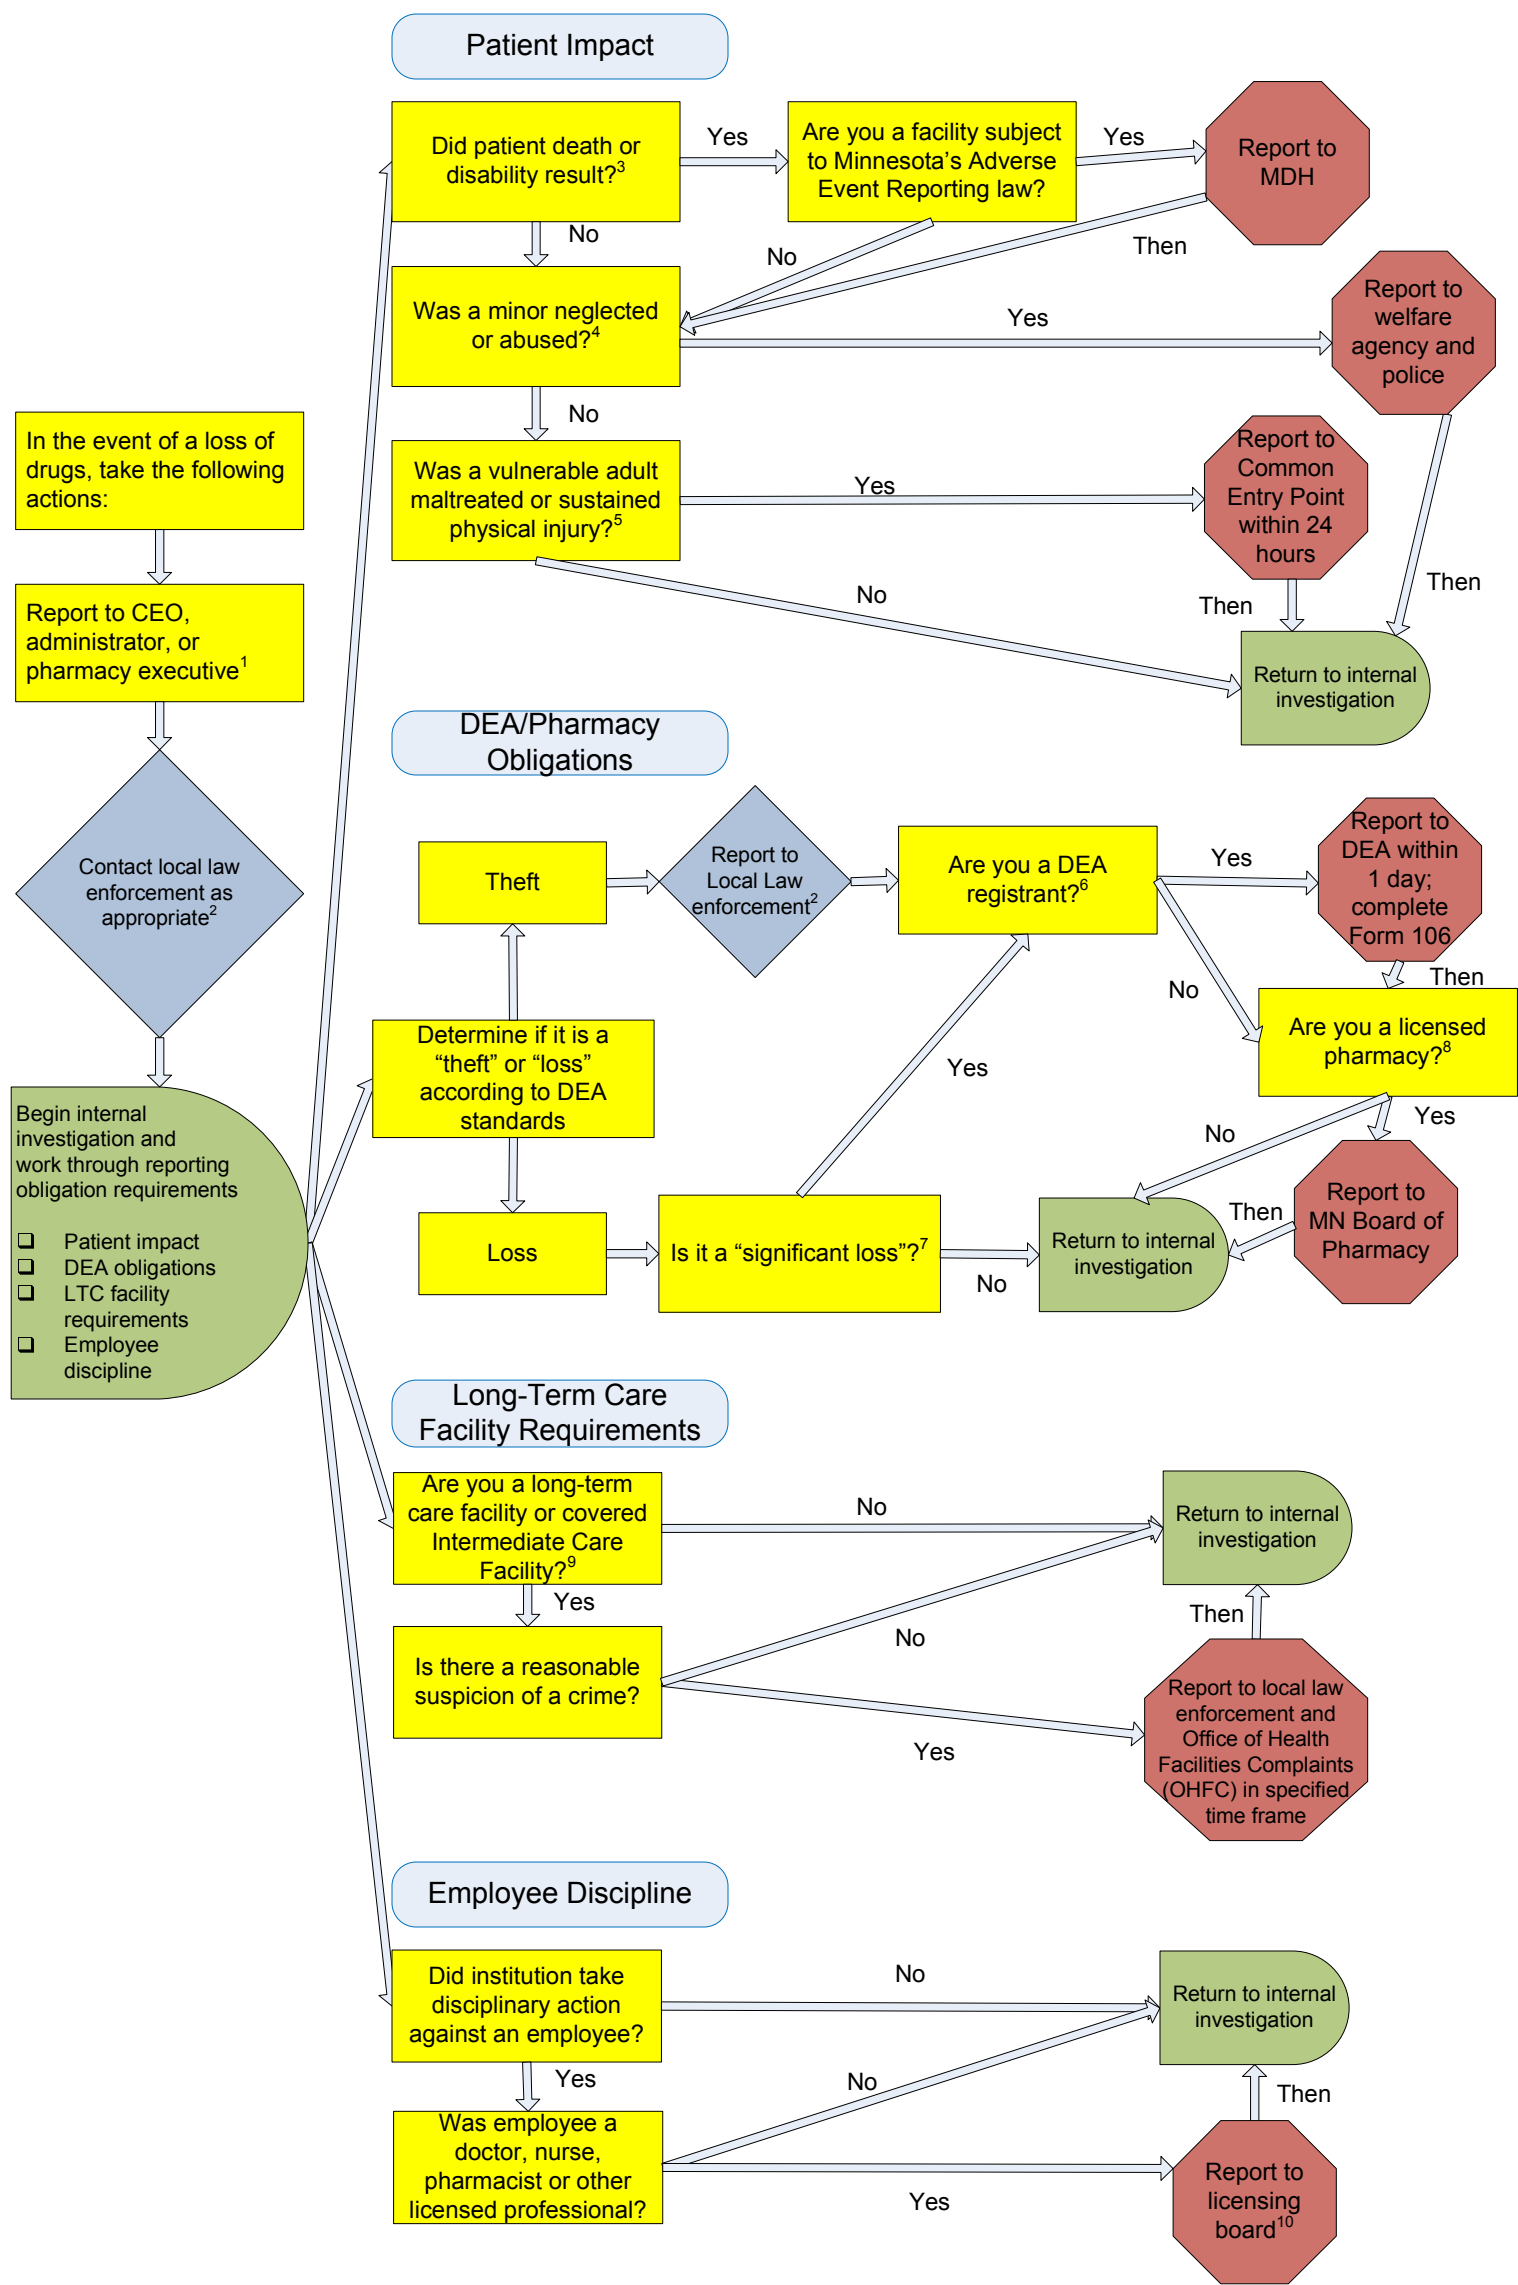 In the event of a loss of
drugs, take the following
actions:
Report to CEO,
administrator, or
pharmacy executive1
Contact local law
enforcement as
appropriate2
Begin internal
investigation and
work through reporting
obligation requirements
❑ Patient impact
❑ DEA obligations
❑ LTC facility
requirements
❑ Employee
discipline
Patient Impact
Did patient death or
disability result?3
Yes
Are you a facility subject
to Minnesota's Adverse
Event Reporting law?
Yes
Report to
MDH
No
No
Then
Was a minor neglected
or abused?4
Yes
Report to
welfare
agency and
police
No
Was a vulnerable adult
maltreated or sustained
physical injury?5
Yes
Report to
Common
Entry Point
within 24
hours
No
Then
Then
Return to internal
investigation
DEA/Pharmacy
Obligations
Theft
Report to
Local Law
enforcement2
Are you a DEA
registrant?6
Yes
Report to
DEA within
1 day;
complete
Form 106
No
Then
Determine if it is a
“theft” or “loss”
according to DEA
standards
Yes
Are you a licensed
pharmacy?8
No
Yes
Loss
Is it a “significant loss”?7
No
Return to internal
investigation
Then
Report to
MN Board of
Pharmacy
Long-Term Care
Facility Requirements
Are you a long-term
care facility or covered
Intermediate Care
Facility?9
No
Return to internal
investigation
Yes
Is there a reasonable
suspicion of a crime?
No
Then
Yes
Report to local law
enforcement and
Office of Health
Facilities Complaints
(OHFC) in specified
time frame
Employee Discipline
Did institution take
disciplinary action
against an employee?
No
Return to internal
investigation
Yes
No
Then
Was employee a
doctor, nurse,
pharmacist or other
licensed professional?
Yes
Report to
licensing
board10